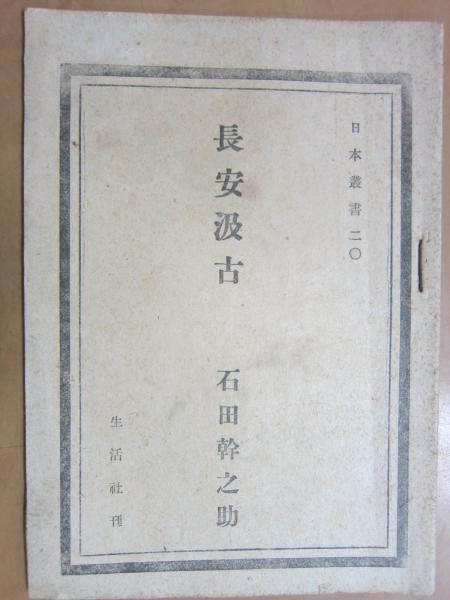 日本叢書二〇
長安汲古　石田幹之助
生活社刊